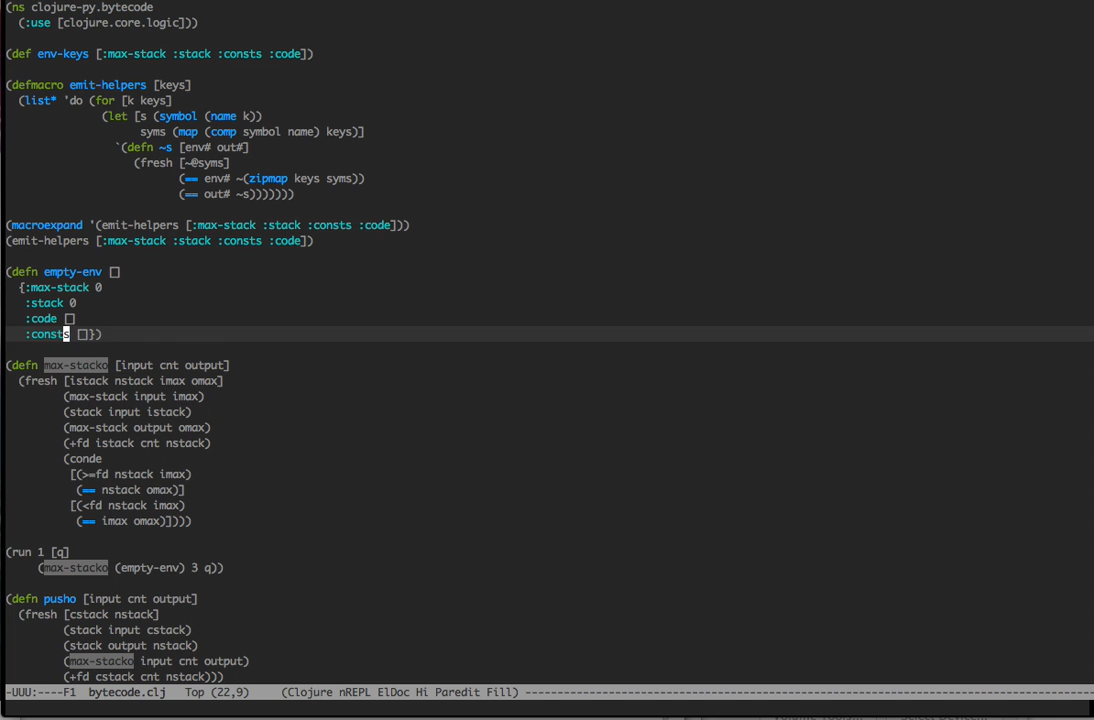 (ns clojure-py.bytecode
  (:use [clojure.core.logic]))

(def env-keys [:max-stack :stack :consts :code])

(defmacro emit-helpers [keys]
  (list* 'do (for [k keys]
               (let [s (symbol (name k))
                     syms (map (comp symbol name) keys)]
                 `(defn ~s [env# out#]
                    (fresh [~@syms]
                           (== env# ~(zipmap keys syms))
                           (== out# ~s)))))))

(macroexpand '(emit-helpers [:max-stack :stack :consts :code]))
(emit-helpers [:max-stack :stack :consts :code])

(defn empty-env []
  {:max-stack 0
   :stack 0
   :code []
   :consts []})

(defn max-stacko [input cnt output]
  (fresh [istack nstack imax omax]
         (max-stack input imax)
         (stack input istack)
         (max-stack output omax)
         (+fd istack cnt nstack)
         (conde
          [(>=fd nstack imax)
           (== nstack omax)]
          [(<fd nstack imax)
           (== imax omax)])))

(run 1 [q]
     (max-stacko (empty-env) 3 q))

(defn pusho [input cnt output]
  (fresh [cstack nstack]
         (stack input cstack)
         (stack output nstack)
         (max-stacko input cnt output)
         (+fd cstack cnt nstack)))
-UUU:----F1  bytecode.clj   Top (22,9)     (Clojure nREPL ElDoc Hi Paredit Fill) ----------